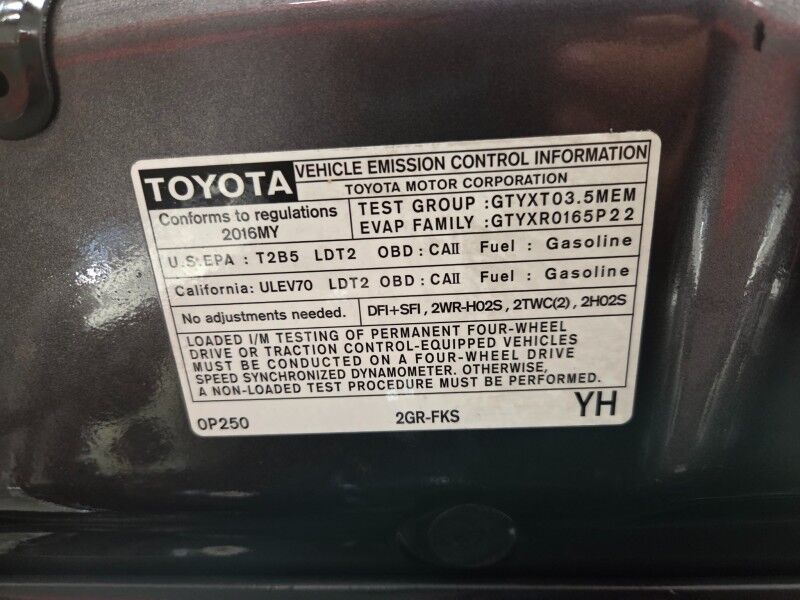 TOYOTA
VEHICLE EMISSION CONTROL INFORMATION
TOYOTA MOTOR CORPORATION
Conforms to regulations
2016MY
TEST GROUP :GTYXT03.5MEM
EVAP FAMILY :GTYXR0165P22
U.S.EPA : T2B5 LDT2 OBD : CAII Fuel : Gasoline
California: ULEV70 LDT2 OBD : CAII Fuel : Gasoline
No adjustments needed.
DFI+SFI , 2WR-HO2S , 2TWC(2) , 2HO2S
LOADED I/M TESTING OF PERMANENT FOUR-WHEEL
DRIVE OR TRACTION CONTROL-EQUIPPED VEHICLES
MUST BE CONDUCTED ON A FOUR-WHEEL DRIVE
SPEED SYNCHRONIZED DYNAMOMETER. OTHERWISE,
A NON-LOADED TEST PROCEDURE MUST BE PERFORMED.
0P250
2GR-FKS
YH